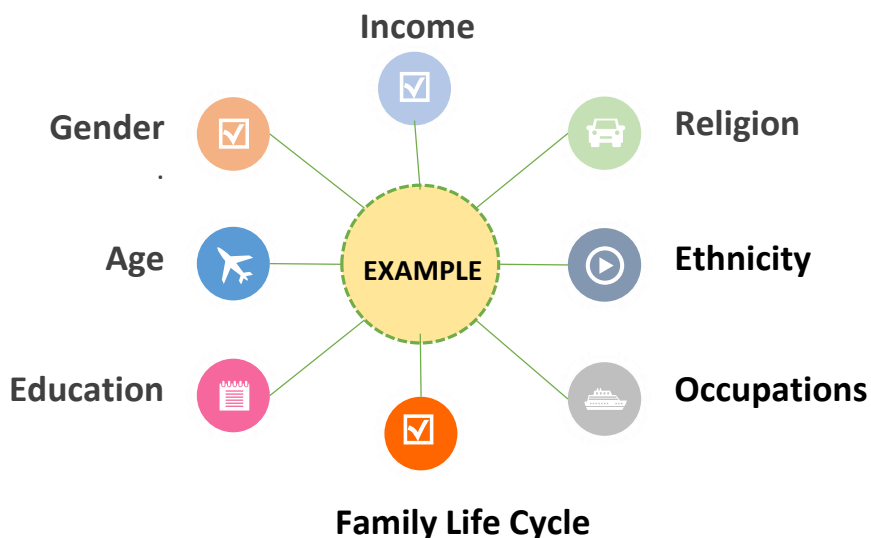 Income
Gender
.
Religion
Age
EXAMPLE
Ethnicity
Education
Occupations
Family Life Cycle